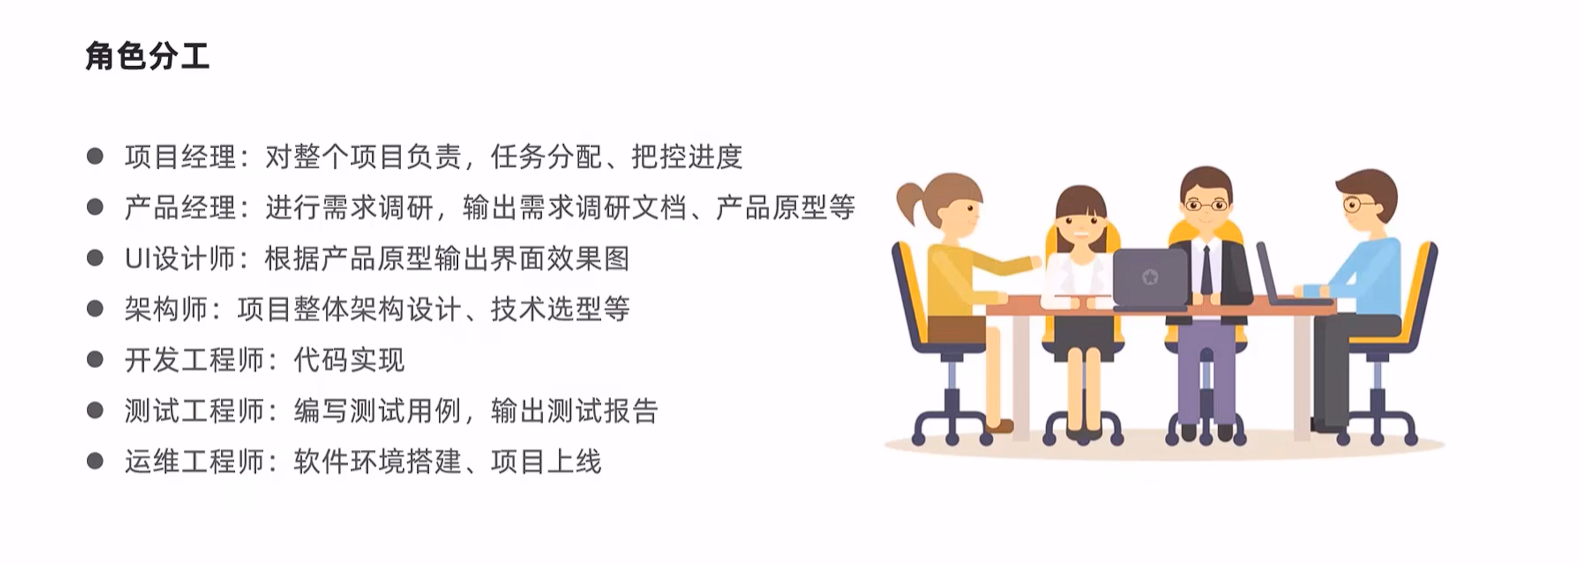 角色分工
● 项目经理：对整个项目负责，任务分配、把控进度
● 产品经理：进行需求调研，输出需求调研文档、产品原型等
● UI设计师：根据产品原型输出界面效果图
● 架构师：项目整体架构设计、技术选型等
● 开发工程师：代码实现
● 测试工程师：编写测试用例，输出测试报告
● 运维工程师：软件环境搭建、项目上线